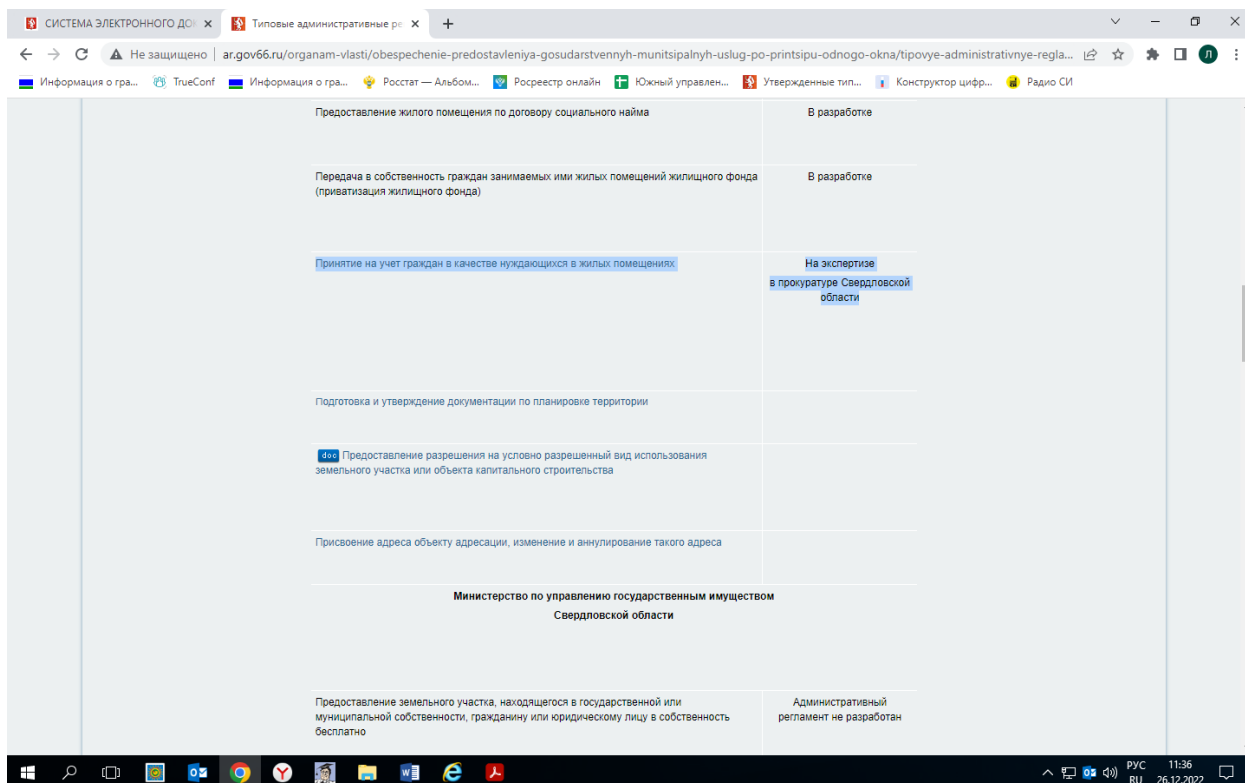 СИСТЕМА ЭЛЕКТРОННОГО ДО
Типовые административные ре
Не защищено
ar.gov66.ru/organam-vlasti/obespechenie-predostavleniya-gosudarstvennyh-munitsipalnyh-uslug-po-printsipu-odnogo-okna/tipovye-administrativnye-regla...
Л
Информация о гра...
TrueConf
Информация о гра...
Росстат — Альбом...
Росреестр онлайн
Южный управлен...
Утвержденные тип...
Конструктор цифр...
Радио СИ
Предоставление жилого помещения по договору социального найма
В разработке
Передача в собственность граждан занимаемых ими жилых помещений жилищного фонда
(приватизация жилищного фонда)
В разработке
Принятие на учет граждан в качестве нуждающихся в жилых помещениях
На экспертизе
в прокуратуре Свердловской
области
Подготовка и утверждение документации по планировке территории
doc Предоставление разрешения на условно разрешенный вид использования
земельного участка или объекта капитального строительства
Присвоение адреса объекту адресации, изменение и аннулирование такого адреса
Министерство по управлению государственным имуществом
Свердловской области
Предоставление земельного участка, находящегося в государственной или
муниципальной собственности, гражданину или юридическому лицу в собственность
бесплатно
Административный
регламент не разработан
РУС
RU
11:36
26.12.2022